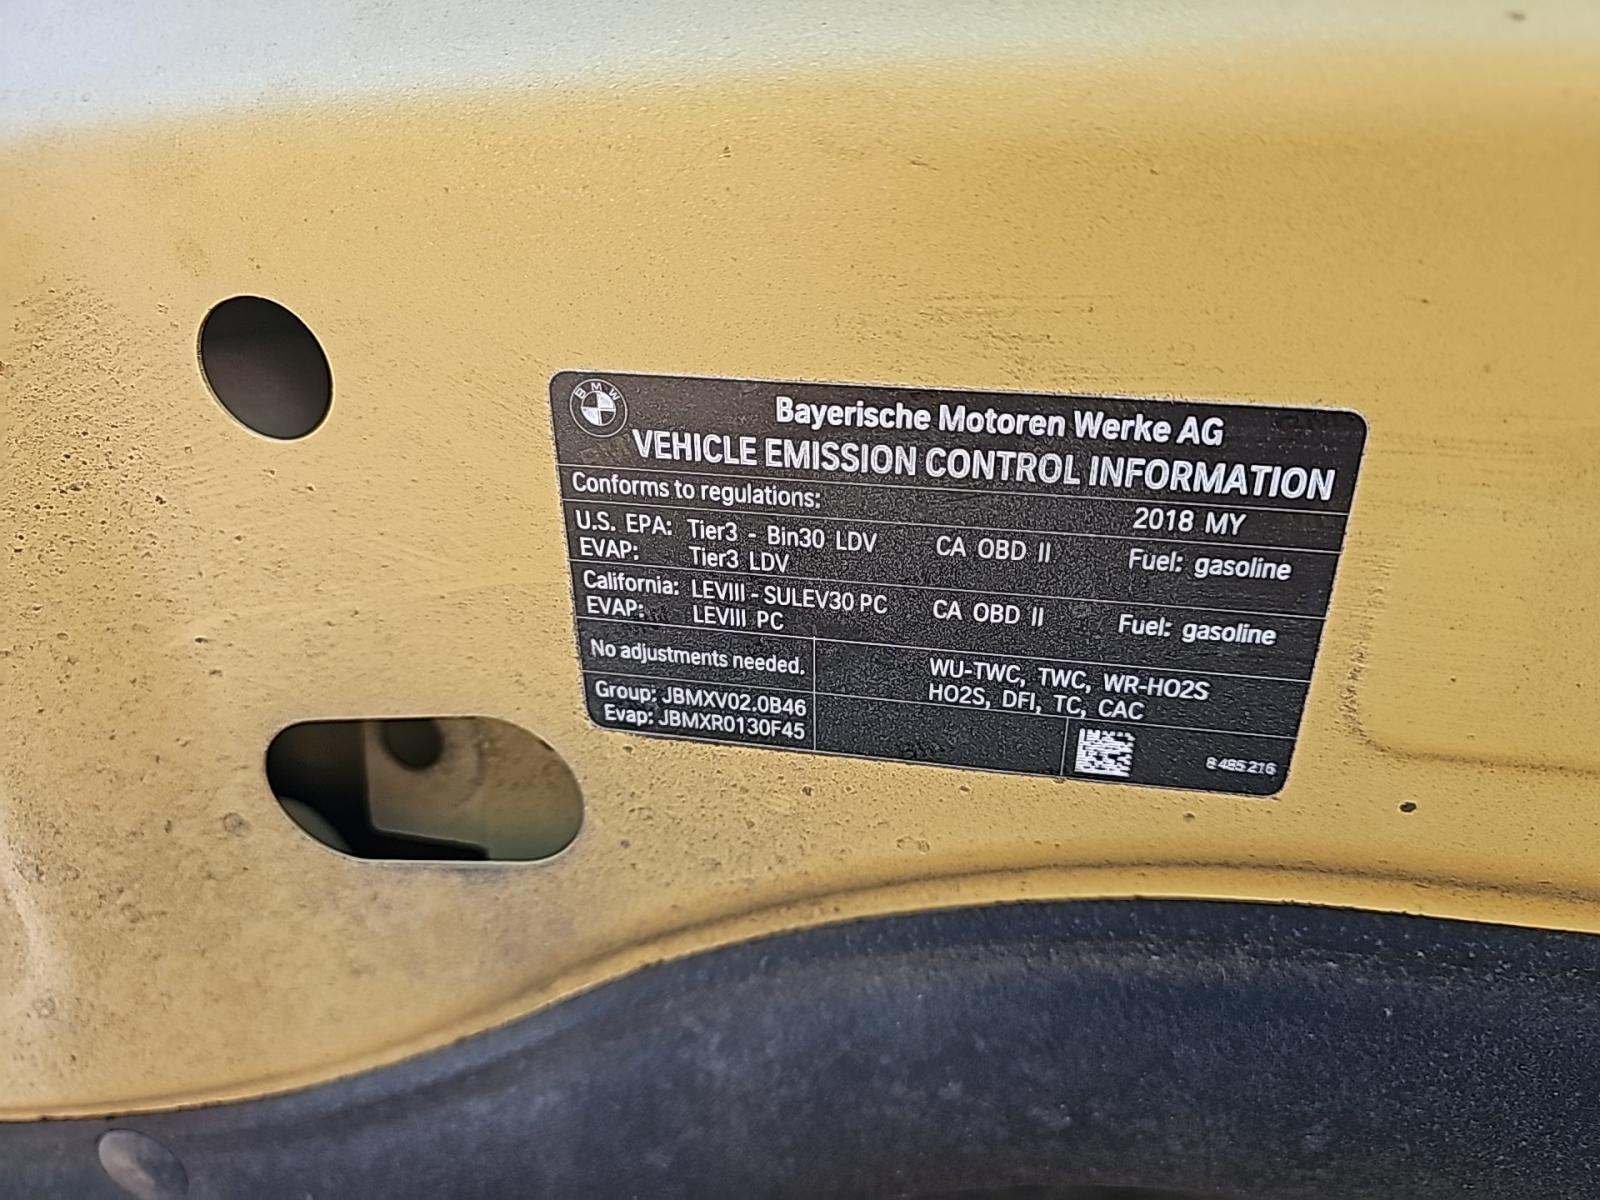 BMW
Bayerische Motoren Werke AG
VEHICLE EMISSION CONTROL INFORMATION
Conforms to regulations: 2018 MY
U.S. EPA: Tier3 - Bin30 LDV CA OBD II Fuel: gasoline
EVAP: Tier3 LDV
California: LEVIII - SULEV30 PC CA OBD II Fuel: gasoline
EVAP: LEVIII PC
No adjustments needed.
WU-TWC, TWC, WR-HO2S
HO2S, DFI, TC, CAC
Group: JBMXV02.0B46
Evap: JBMXR0130F45
8 485 216